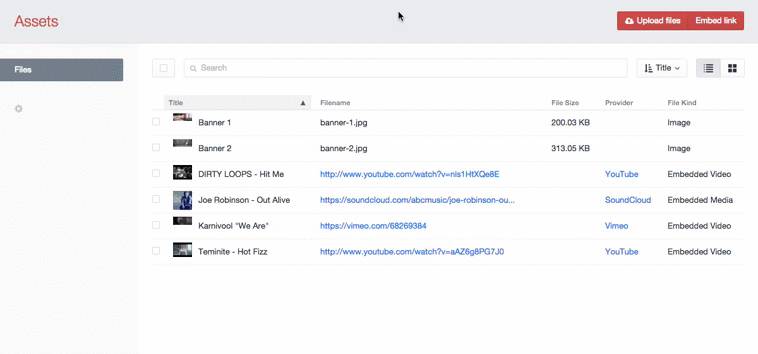 Assets
Upload files Embed link
Files
Search
Title
Title Filename File Size Provider File Kind
Banner 1 banner-1.jpg 200.03 KB Image
Banner 2 banner-2.jpg 313.05 KB Image
DIRTY LOOPS - Hit Me http://www.youtube.com/watch?v=nIs1HtXQe8E YouTube Embedded Video
Joe Robinson - Out Alive https://soundcloud.com/abcmusic/joe-robinson-ou... SoundCloud Embedded Media
Karnivool "We Are" https://vimeo.com/68269384 Vimeo Embedded Video
Teminite - Hot Fizz http://www.youtube.com/watch?v=aAZ6g8PG7J0 YouTube Embedded Video